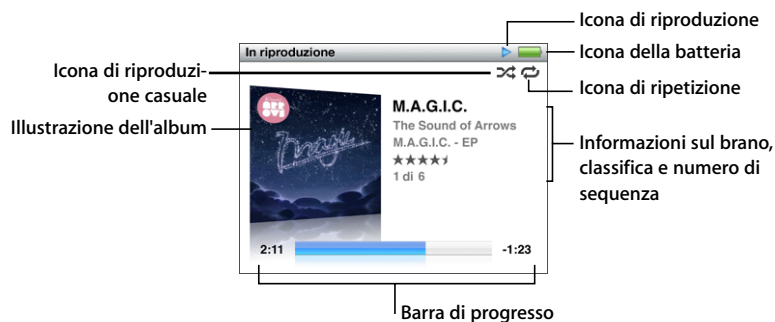 Icona di riproduzione
In riproduzione
Icona della batteria
Icona di riproduzi-
one casuale
Icona di ripetizione
Illustrazione dell'album
M.A.G.I.C.
The Sound of Arrows
M.A.G.I.C. - EP
1 di 6
Informazioni sul brano,
classifica e numero di
sequenza
magic
2:11
-1:23
Barra di progresso